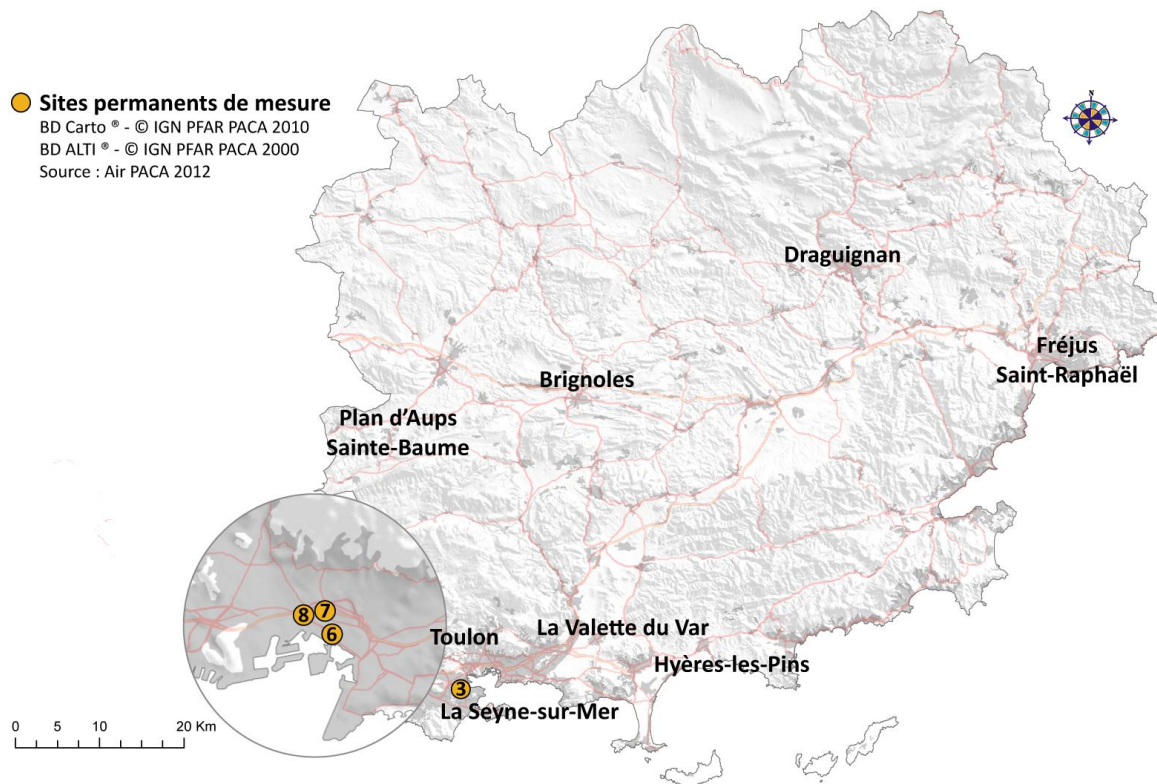 Sites permanents de mesure
BD Carto ® - © IGN PFAR PACA 2010
BD ALTI ® - © IGN PFAR PACA 2000
Source : Air PACA 2012
N
Draguignan
Fréjus
Saint-Raphaël
Brignoles
Plan d’Aups
Sainte-Baume
8
7
6
Toulon
La Valette du Var
Hyères-les-Pins
3
La Seyne-sur-Mer
0 5 10 20 Km